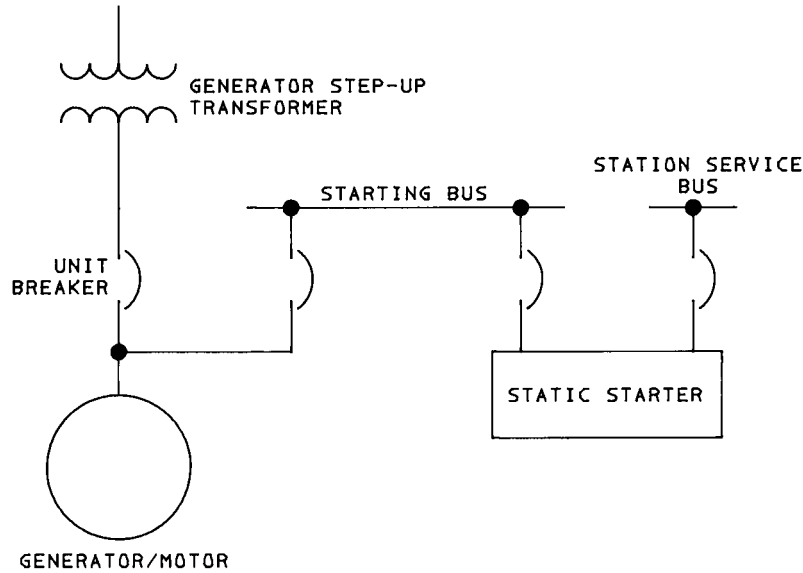 GENERATOR STEP-UP
TRANSFORMER
STATION SERVICE
BUS
STARTING BUS
UNIT
BREAKER
STATIC STARTER
GENERATOR/MOTOR